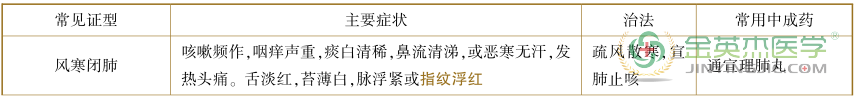 常见证型 主要症状 治法 常用中成药
风寒闭肺 咳嗽频作,咽痒声重,痰白清稀,鼻流清涕,或恶寒无汗,发 疏风散寒,宣 通宣理肺丸
热头痛。舌淡红,苔薄白,脉浮紧或指纹浮红 肺止咳
金英杰医学®